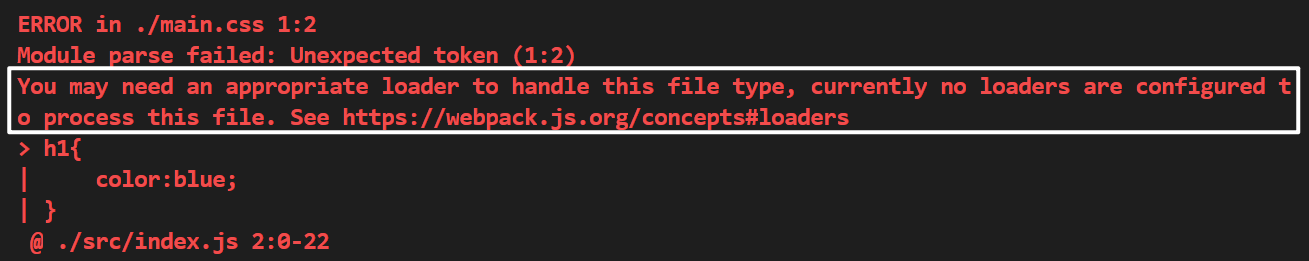 ERROR in ./main.css 1:2
Module parse failed: Unexpected token (1:2)
You may need an appropriate loader to handle this file type, currently no loaders are configured t
o process this file. See https://webpack.js.org/concepts#loaders
> h1{
|     color:blue;
| }
 @ ./src/index.js 2:0-22